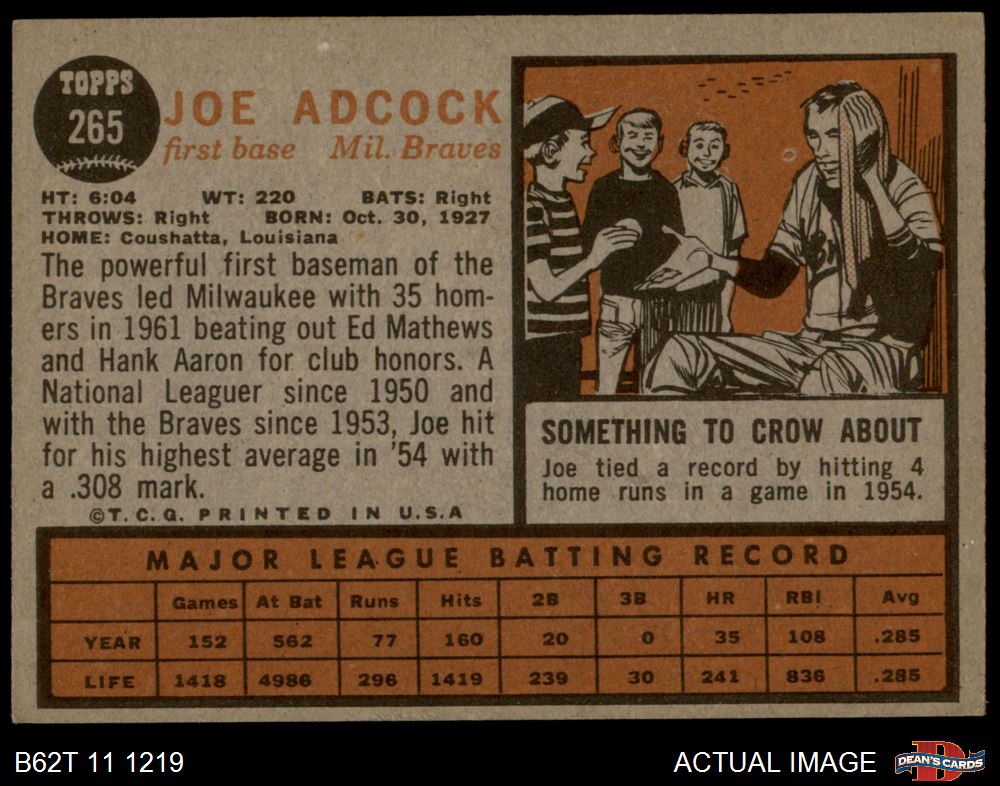 TOPPS
265
JOE ADCOCK
first base Mil. Braves
HT: 6:04 WT: 220 BATS: Right
THROWS: Right BORN: Oct. 30, 1927
HOME: Coushatta, Louisiana
The powerful first baseman of the
Braves led Milwaukee with 35 hom-
ers in 1961 beating out Ed Mathews
and Hank Aaron for club honors. A
National Leaguer since 1950 and
with the Braves since 1953, Joe hit
for his highest average in '54 with
a .308 mark.
©T.C.G. PRINTED IN U.S.A
SOMETHING TO CROW ABOUT
Joe tied a record by hitting 4
home runs in a game in 1954.
MAJOR LEAGUE BATTING RECORD
Games At Bat Runs Hits 2B 3B HR RBI Avg
YEAR 152 562 77 160 20 0 35 108 .285
LIFE 1418 4986 296 1419 239 30 241 836 .285
B62T 11 1219
ACTUAL IMAGE
DEAN'S CARDS